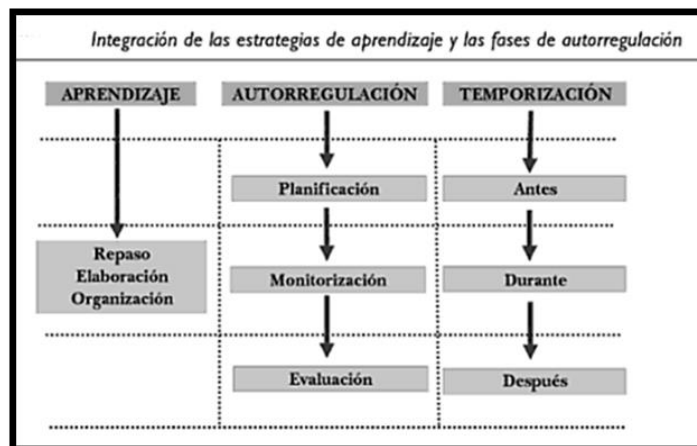 Integración de las estrategias de aprendizaje y las fases de autorregulación
APRENDIZAJE
AUTORREGULACIÓN
TEMPORIZACIÓN
Planificación
Antes
Repaso
Elaboración
Organización
Monitorización
Durante
Evaluación
Después